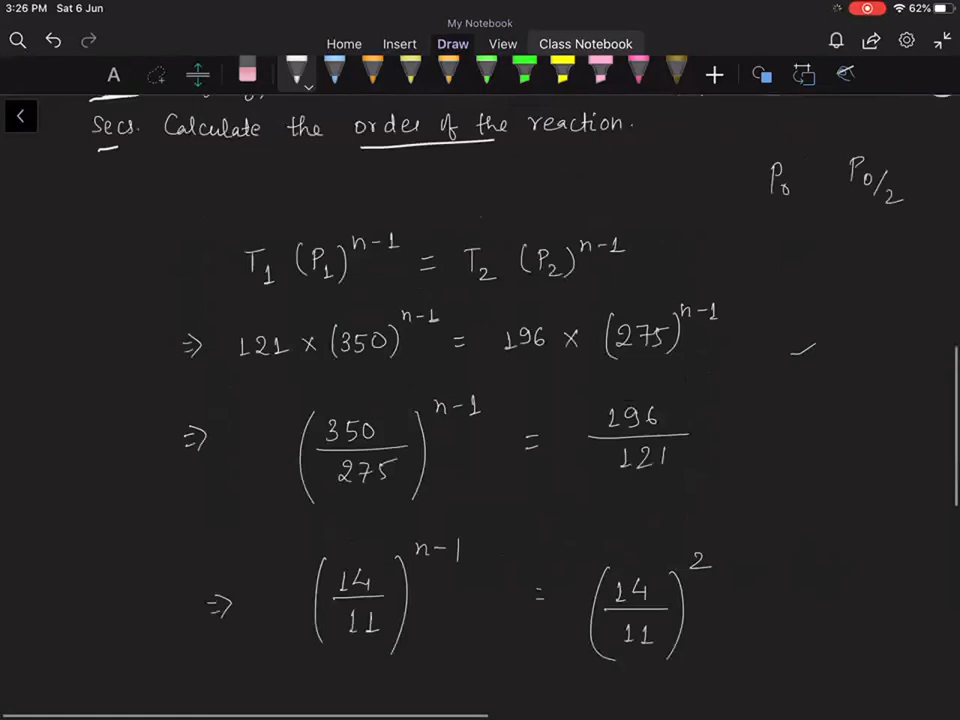 3:26 PM Sat 6 Jun 62%
My Notebook
Home Insert Draw View Class Notebook
A
Secs. Calculate the order of the reaction.
P₀ P₀/2
T₁ (P₁)ⁿ⁻¹ = T₂ (P₂)ⁿ⁻¹
⇒ 121 × (350)ⁿ⁻¹ = 196 × (275)ⁿ⁻¹
⇒ (350/275)ⁿ⁻¹ = 196/121
⇒ (14/11)ⁿ⁻¹ = (14/11)²